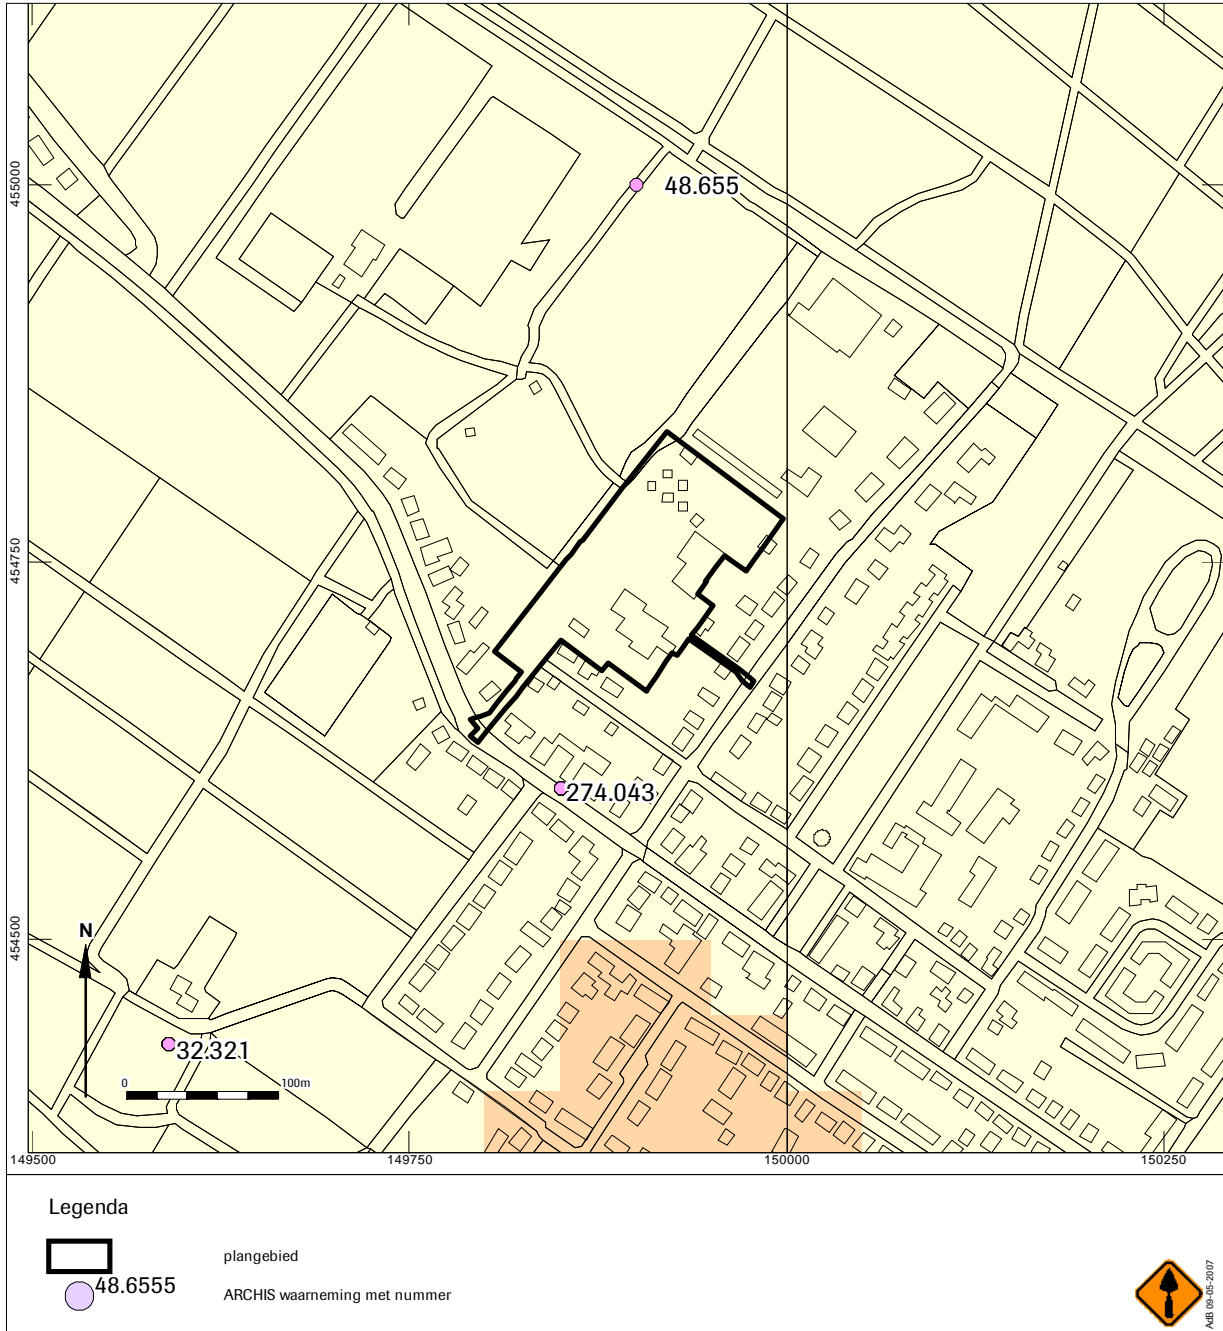 455000
48.655
454750
274.043
454500
N
32.321
0
100m
149500
149750
150000
150250
Legenda
plangebied
48.6555
ARCHIS waarneming met nummer
AdB 09-05-2007